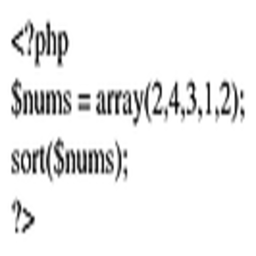 <?php
$nums = array(2,4,3,1,2);
sort($nums);
?>